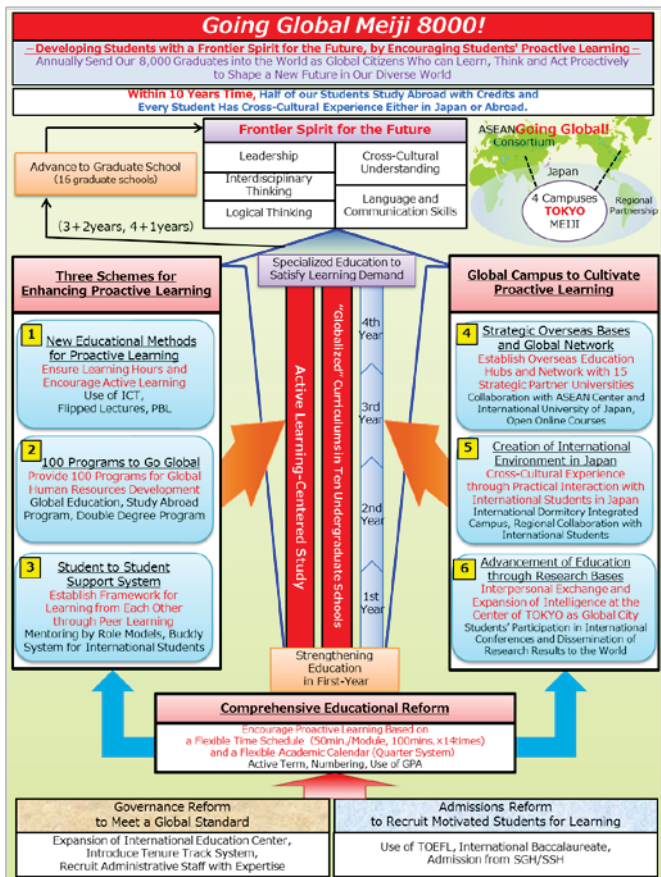 Going Global Meiji 8000!
—Developing Students with a Frontier Spirit for the Future, by Encouraging Students' Proactive Learning—
Annually Send Our 8,000 Graduates into the World as Global Citizens Who can Learn, Think and Act Proactively
to Shape a New Future in Our Diverse World
Within 10 Years Time, Half of our Students Study Abroad with Credits and
Every Student Has Cross-Cultural Experience Either in Japan or Abroad.
Advance to Graduate School
(16 graduate schools)
(3+2years, 4+1years)
Frontier Spirit for the Future
Leadership
Interdisciplinary
Thinking
Logical Thinking
Cross-Cultural
Understanding
Language and
Communication Skills
ASEAN
Consortium
Going Global!
Japan
4 Campuses
TOKYO
MEIJI
Regional
Partnership
Specialized Education to
Satisfy Learning Demand
Three Schemes for
Enhancing Proactive Learning
1
New Educational Methods
for Proactive Learning
Ensure Learning Hours and
Encourage Active Learning
Use of ICT,
Flipped Lectures, PBL
2
100 Programs to Go Global
Provide 100 Programs for Global
Human Resources Development
Global Education, Study Abroad
Program, Double Degree Program
3
Student to Student
Support System
Establish Framework for
Learning from Each Other
through Peer Learning
Mentoring by Role Models, Buddy
System for International Students
Active Learning-Centered Study
"Globalized" Curriculums in Ten Undergraduate Schools
4th
Year
3rd
Year
2nd
Year
1st
Year
Strengthening
Education
in First-Year
Global Campus to Cultivate
Proactive Learning
4
Strategic Overseas Bases
and Global Network
Establish Overseas Education
Hubs and Network with 15
Strategic Partner Universities
Collaboration with ASEAN Center and
International University of Japan,
Open Online Courses
5
Creation of International
Environment in Japan
Cross-Cultural Experience
through Practical Interaction with
International Students in Japan
International Dormitory Integrated
Campus, Regional Collaboration with
International Students
6
Advancement of Education
through Research Bases
Interpersonal Exchange and
Expansion of Intelligence at the
Center of TOKYO as Global City
Students' Participation in International
Conferences and Dissemination of
Research Results to the World
Comprehensive Educational Reform
Encourage Proactive Learning Based on
a Flexible Time Schedule (50min./Module, 100mins.×14times)
and a Flexible Academic Calendar (Quarter System)
Active Term, Numbering, Use of GPA
Governance Reform
to Meet a Global Standard
Expansion of International Education Center,
Introduce Tenure Track System,
Recruit Administrative Staff with Expertise
Admissions Reform
to Recruit Motivated Students for Learning
Use of TOEFL, International Baccalaureate,
Admission from SGH/SSH